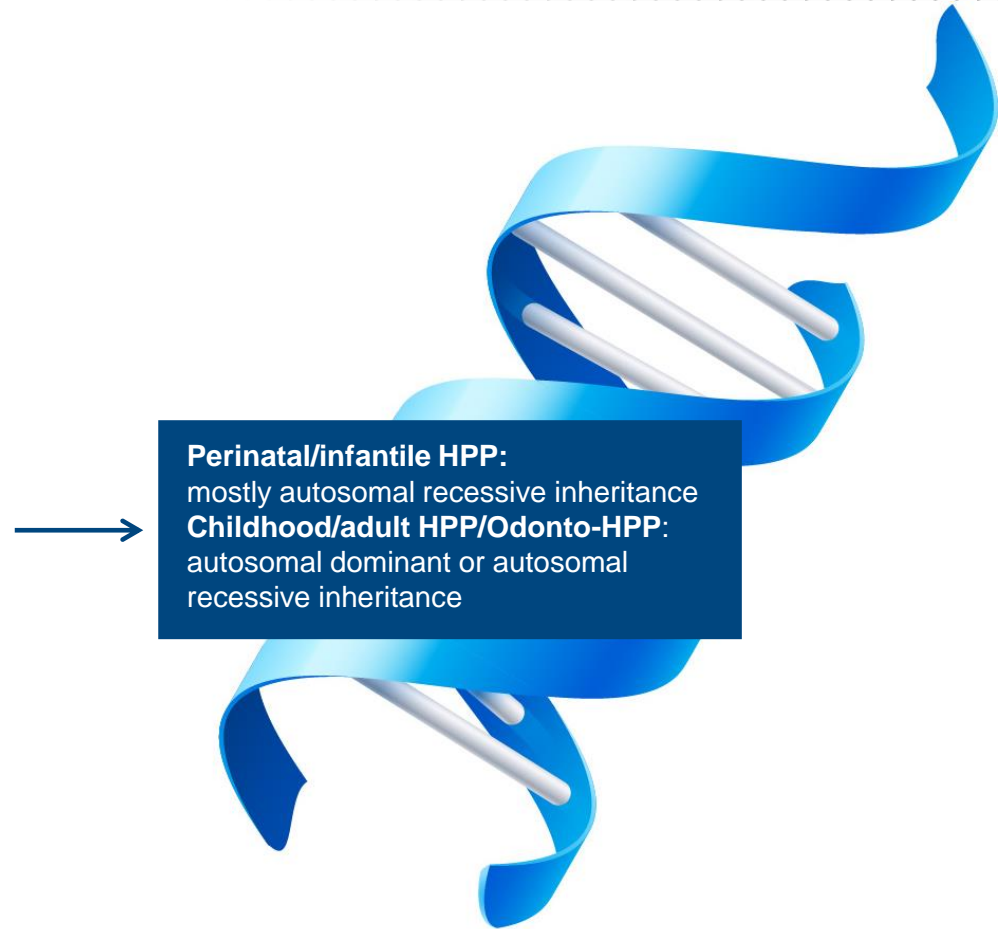 Perinatal/infantile HPP:
mostly autosomal recessive inheritance
Childhood/adult HPP/Odonto-HPP:
autosomal dominant or autosomal
recessive inheritance